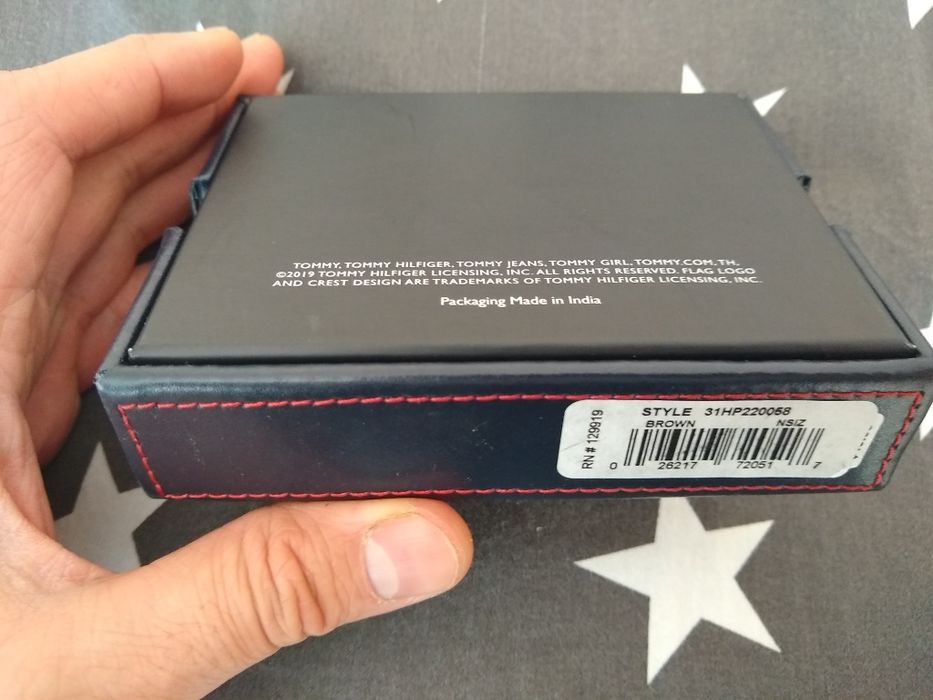 TOMMY, TOMMY HILFIGER, TOMMY JEANS, TOMMY GIRL, TOMMY.COM, TH,
©2019 TOMMY HILFIGER LICENSING, INC. ALL RIGHTS RESERVED. FLAG LOGO
AND CREST DESIGN ARE TRADEMARKS OF TOMMY HILFIGER LICENSING, INC.
Packaging Made in India
RN # 129919
STYLE 31HP220058
BROWN NSIZ
0 26217 72051 7